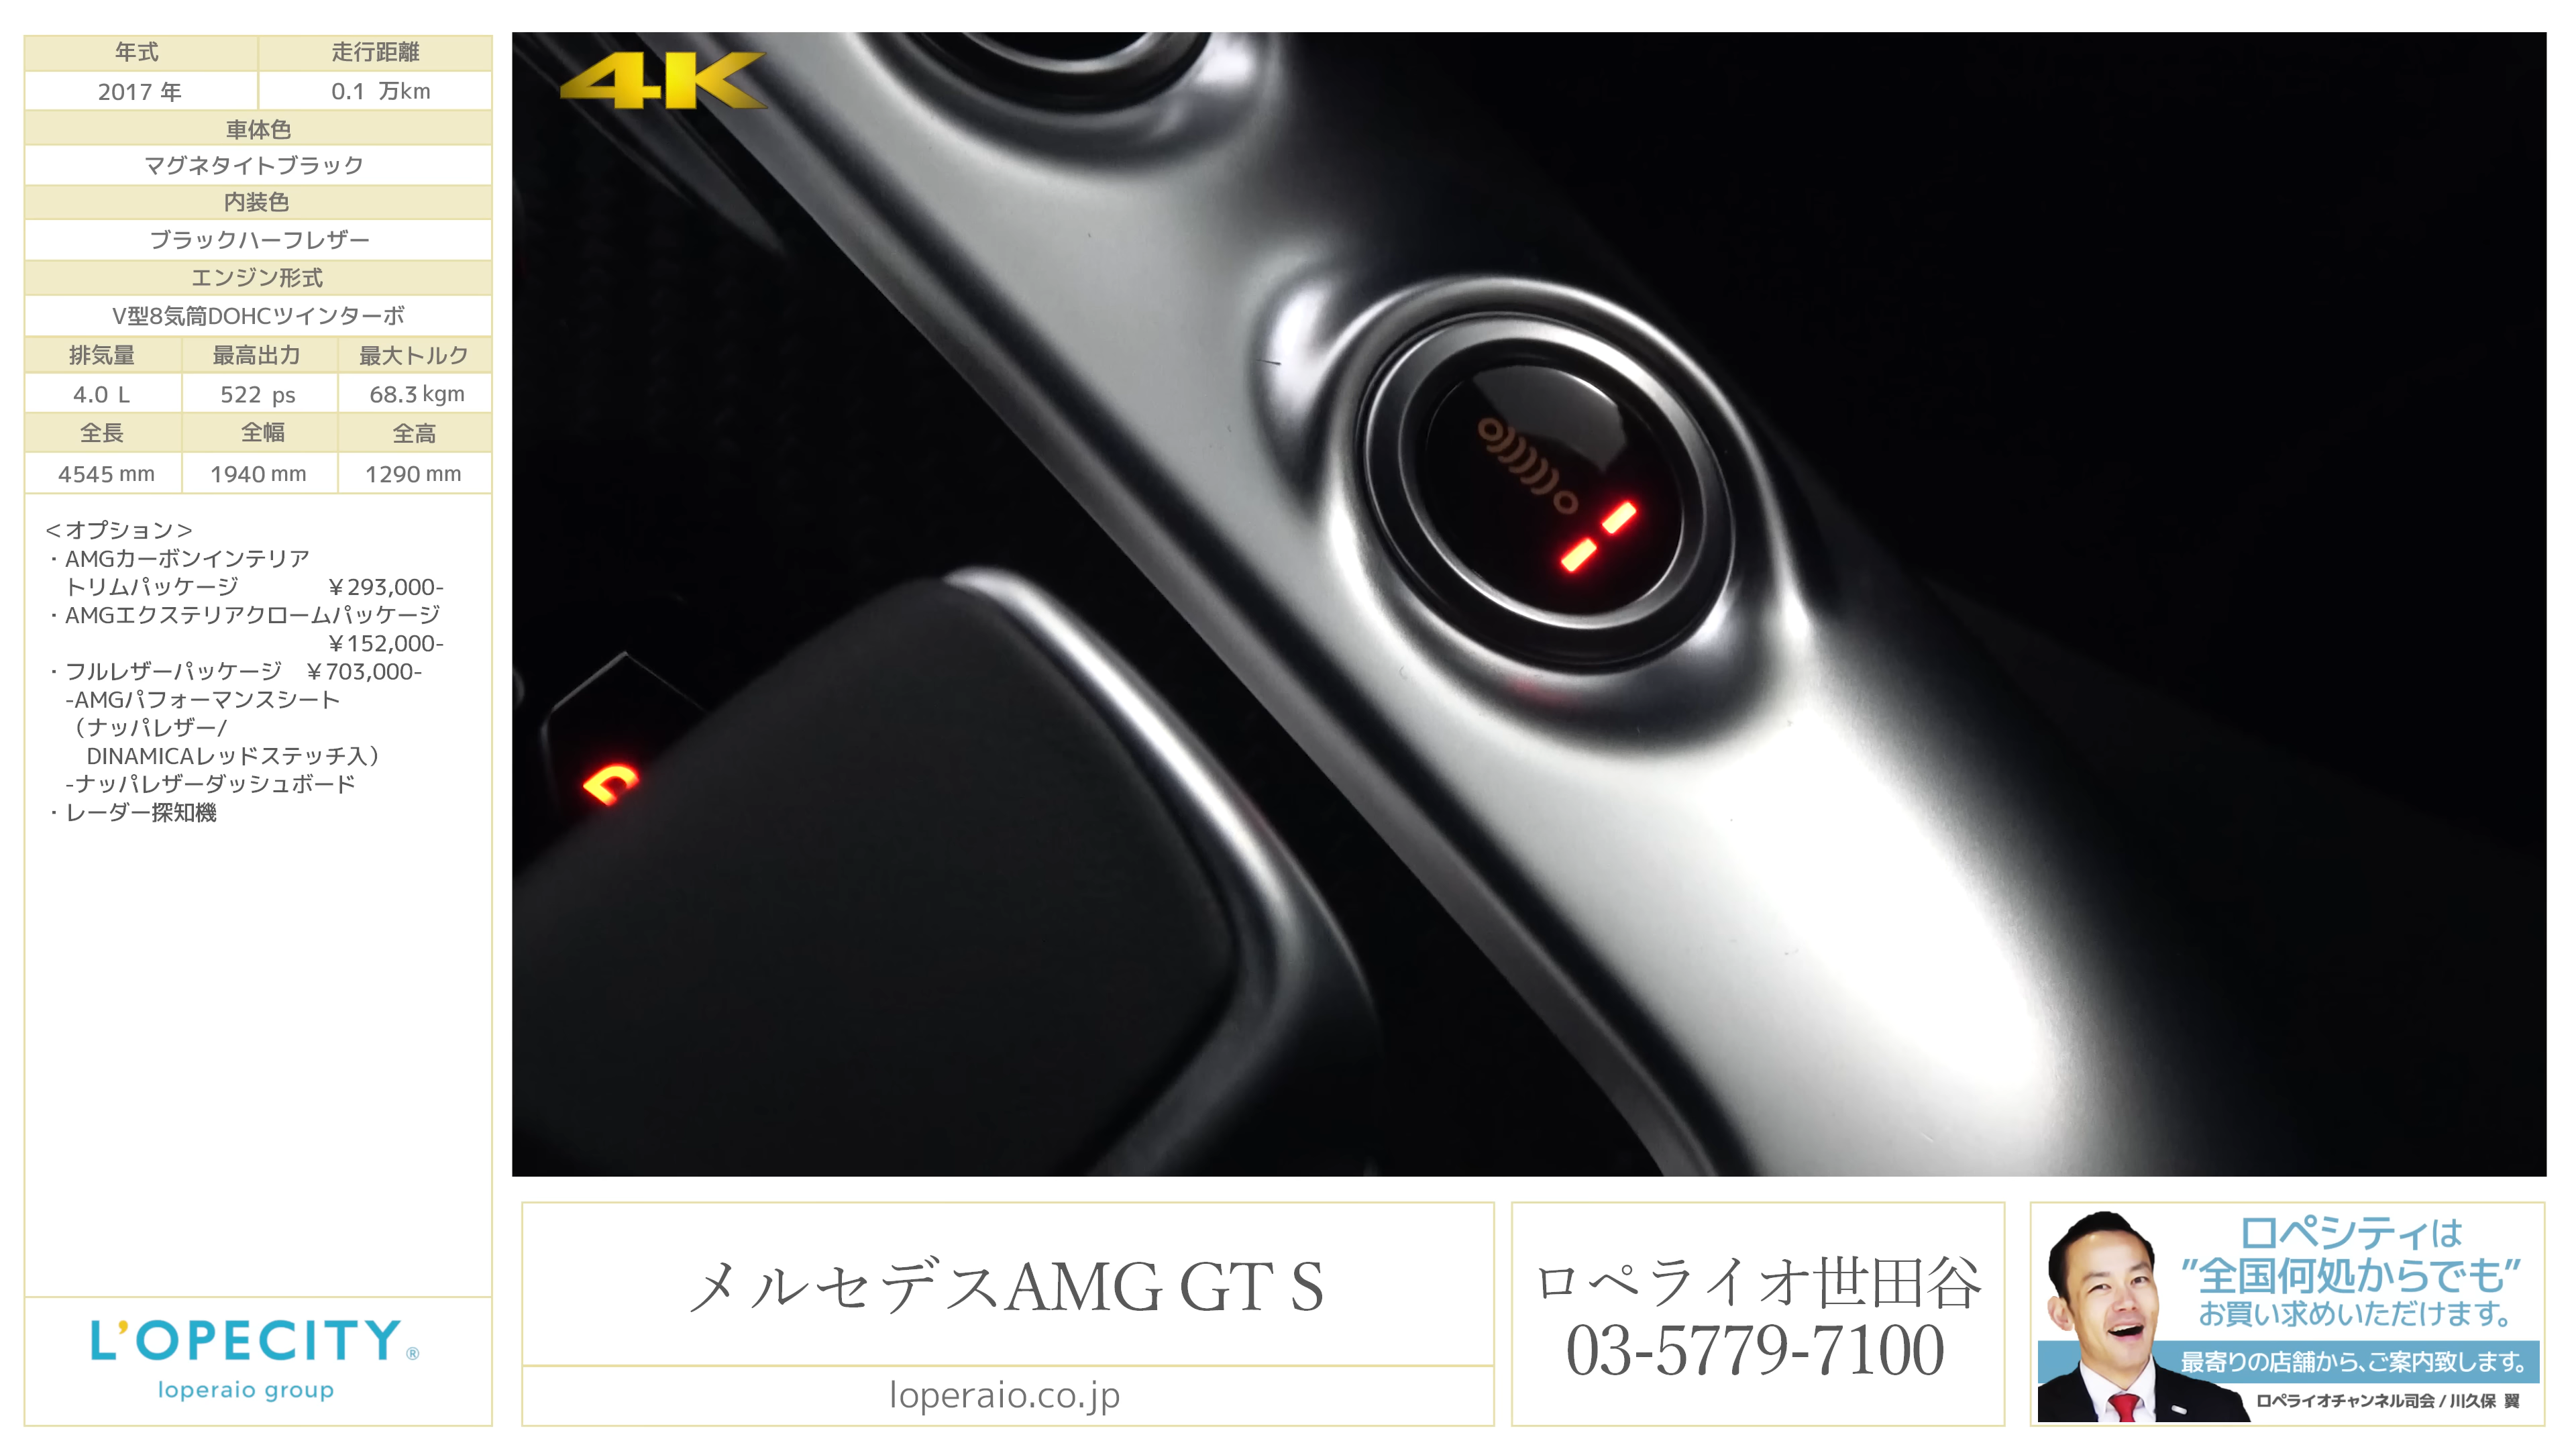 年式 走行距離
2017 年 0.1 万km
車体色
マグネタイトブラック
内装色
ブラックハーフレザー
エンジン形式
V型8気筒DOHCツインターボ
排気量 最高出力 最大トルク
4.0 L 522 ps 68.3 kgm
全長 全幅 全高
4545 mm 1940 mm 1290 mm
＜オプション＞
・AMGカーボンインテリア
トリムパッケージ ￥293,000-
・AMGエクステリアクロームパッケージ
￥152,000-
・フルレザーパッケージ ￥703,000-
-AMGパフォーマンスシート
（ナッパレザー/
DINAMICAレッドステッチ入）
-ナッパレザーダッシュボード
・レーダー探知機
L'OPECITY®
loperaio group
4K
メルセデスAMG GT S
loperaio.co.jp
ロペライオ世田谷
03-5779-7100
ロペシティは
”全国何処からでも”
お買い求めいただけます。
最寄りの店舗から、ご案内致します。
ロペライオチャンネル司会 / 川久保 翼